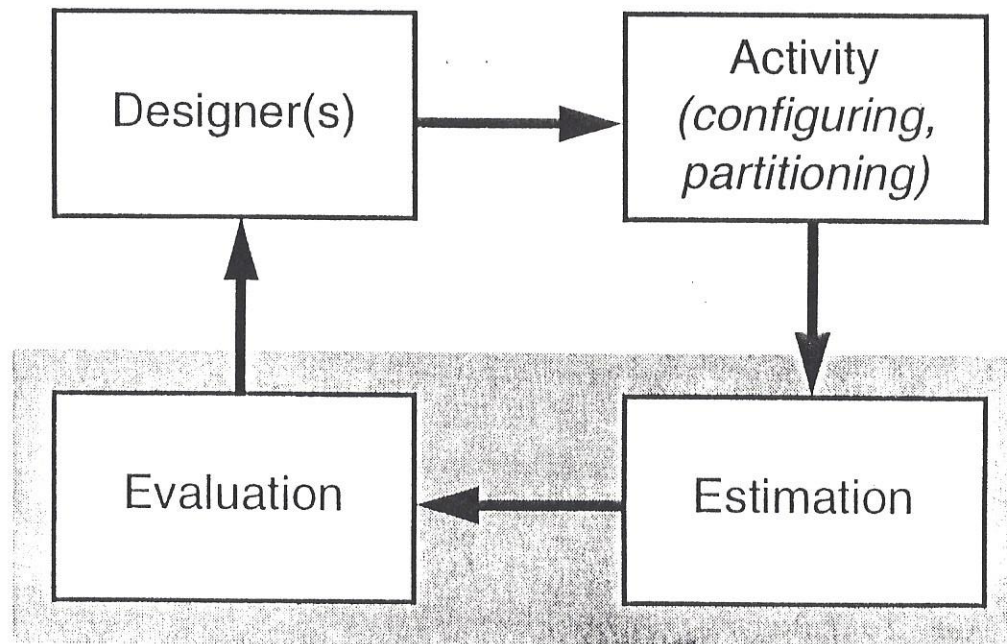 Designer(s)
Activity
(configuring,
partitioning)
Evaluation
Estimation